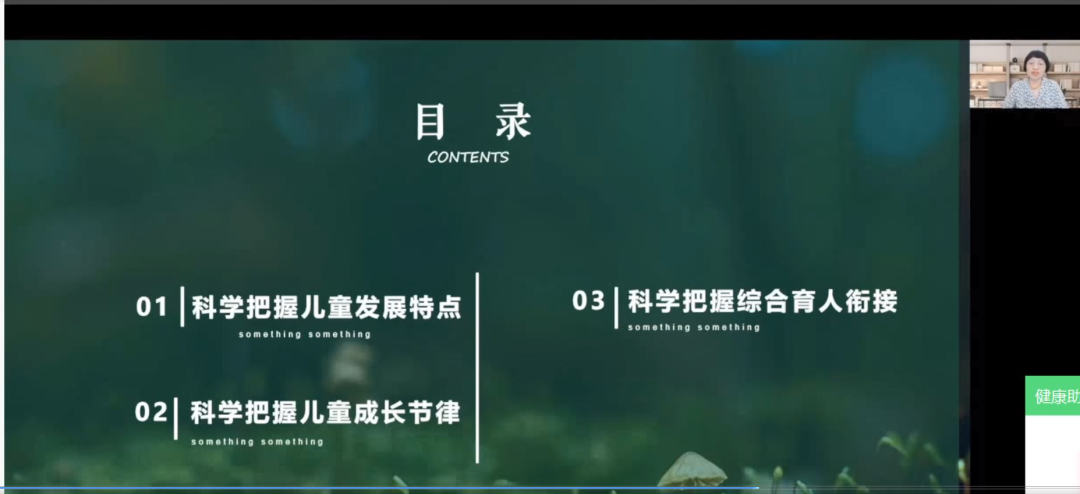 目 录
CONTENTS
01 科学把握儿童发展特点
something something
02 科学把握儿童成长节律
something something
03 科学把握综合育人衔接
something something
健康助